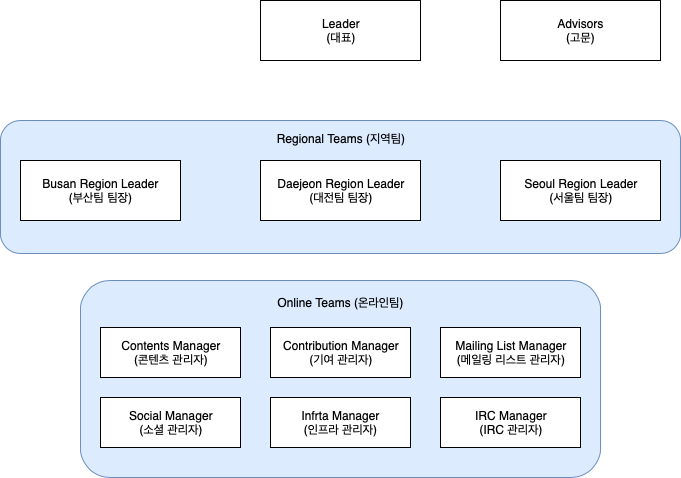 Leader
(대표)
Advisors
(고문)
Regional Teams (지역팀)
Busan Region Leader
(부산팀 팀장)
Daejeon Region Leader
(대전팀 팀장)
Seoul Region Leader
(서울팀 팀장)
Online Teams (온라인팀)
Contents Manager
(콘텐츠 관리자)
Contribution Manager
(기여 관리자)
Mailing List Manager
(메일링 리스트 관리자)
Social Manager
(소셜 관리자)
Infrta Manager
(인프라 관리자)
IRC Manager
(IRC 관리자)